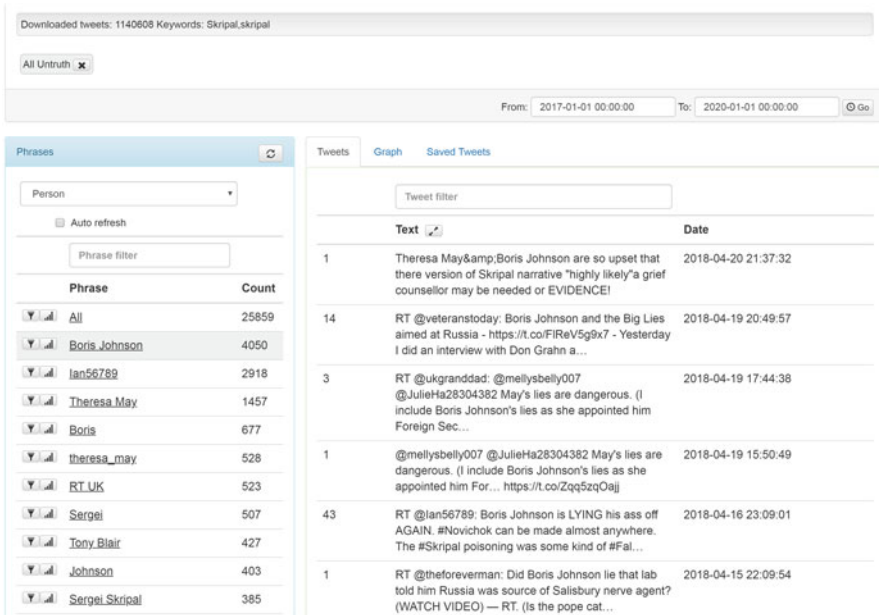 Downloaded tweets: 1140608 Keywords: Skripal,skripal
All Untruth ×
From: 2017-01-01 00:00:00 To: 2020-01-01 00:00:00 Go
Phrases
Person
Auto refresh
Phrase filter
Phrase Count
All 25859
Boris Johnson 4050
Ian56789 2918
Theresa May 1457
Boris 677
theresa_may 528
RT UK 523
Sergei 507
Tony Blair 427
Johnson 403
Sergei Skripal 385
Tweets Graph Saved Tweets
Tweet filter
Text Date
1 Theresa May&amp;Boris Johnson are so upset that 2018-04-20 21:37:32
there version of Skripal narrative "highly likely"a grief
counsellor may be needed or EVIDENCE!
14 RT @veteranstoday: Boris Johnson and the Big Lies 2018-04-19 20:49:57
aimed at Russia - https://t.co/FIReV5g9x7 - Yesterday
I did an interview with Don Grahn a…
3 RT @ukgranddad: @mellysbelly007 2018-04-19 17:44:38
@JulieHa28304382 May's lies are dangerous. (I
include Boris Johnson's lies as she appointed him
Foreign Sec…
1 @mellysbelly007 @JulieHa28304382 May's lies are 2018-04-19 15:50:49
dangerous. (I include Boris Johnson's lies as she
appointed him For… https://t.co/Zqq5zqOajj
43 RT @Ian56789: Boris Johnson is LYING his ass off 2018-04-16 23:09:01
AGAIN. #Novichok can be made almost anywhere.
The #Skripal poisoning was some kind of #Fal…
1 RT @theforeverman: Did Boris Johnson lie that lab 2018-04-15 22:09:54
told him Russia was source of Salisbury nerve agent?
(WATCH VIDEO) — RT. (Is the pope cat…